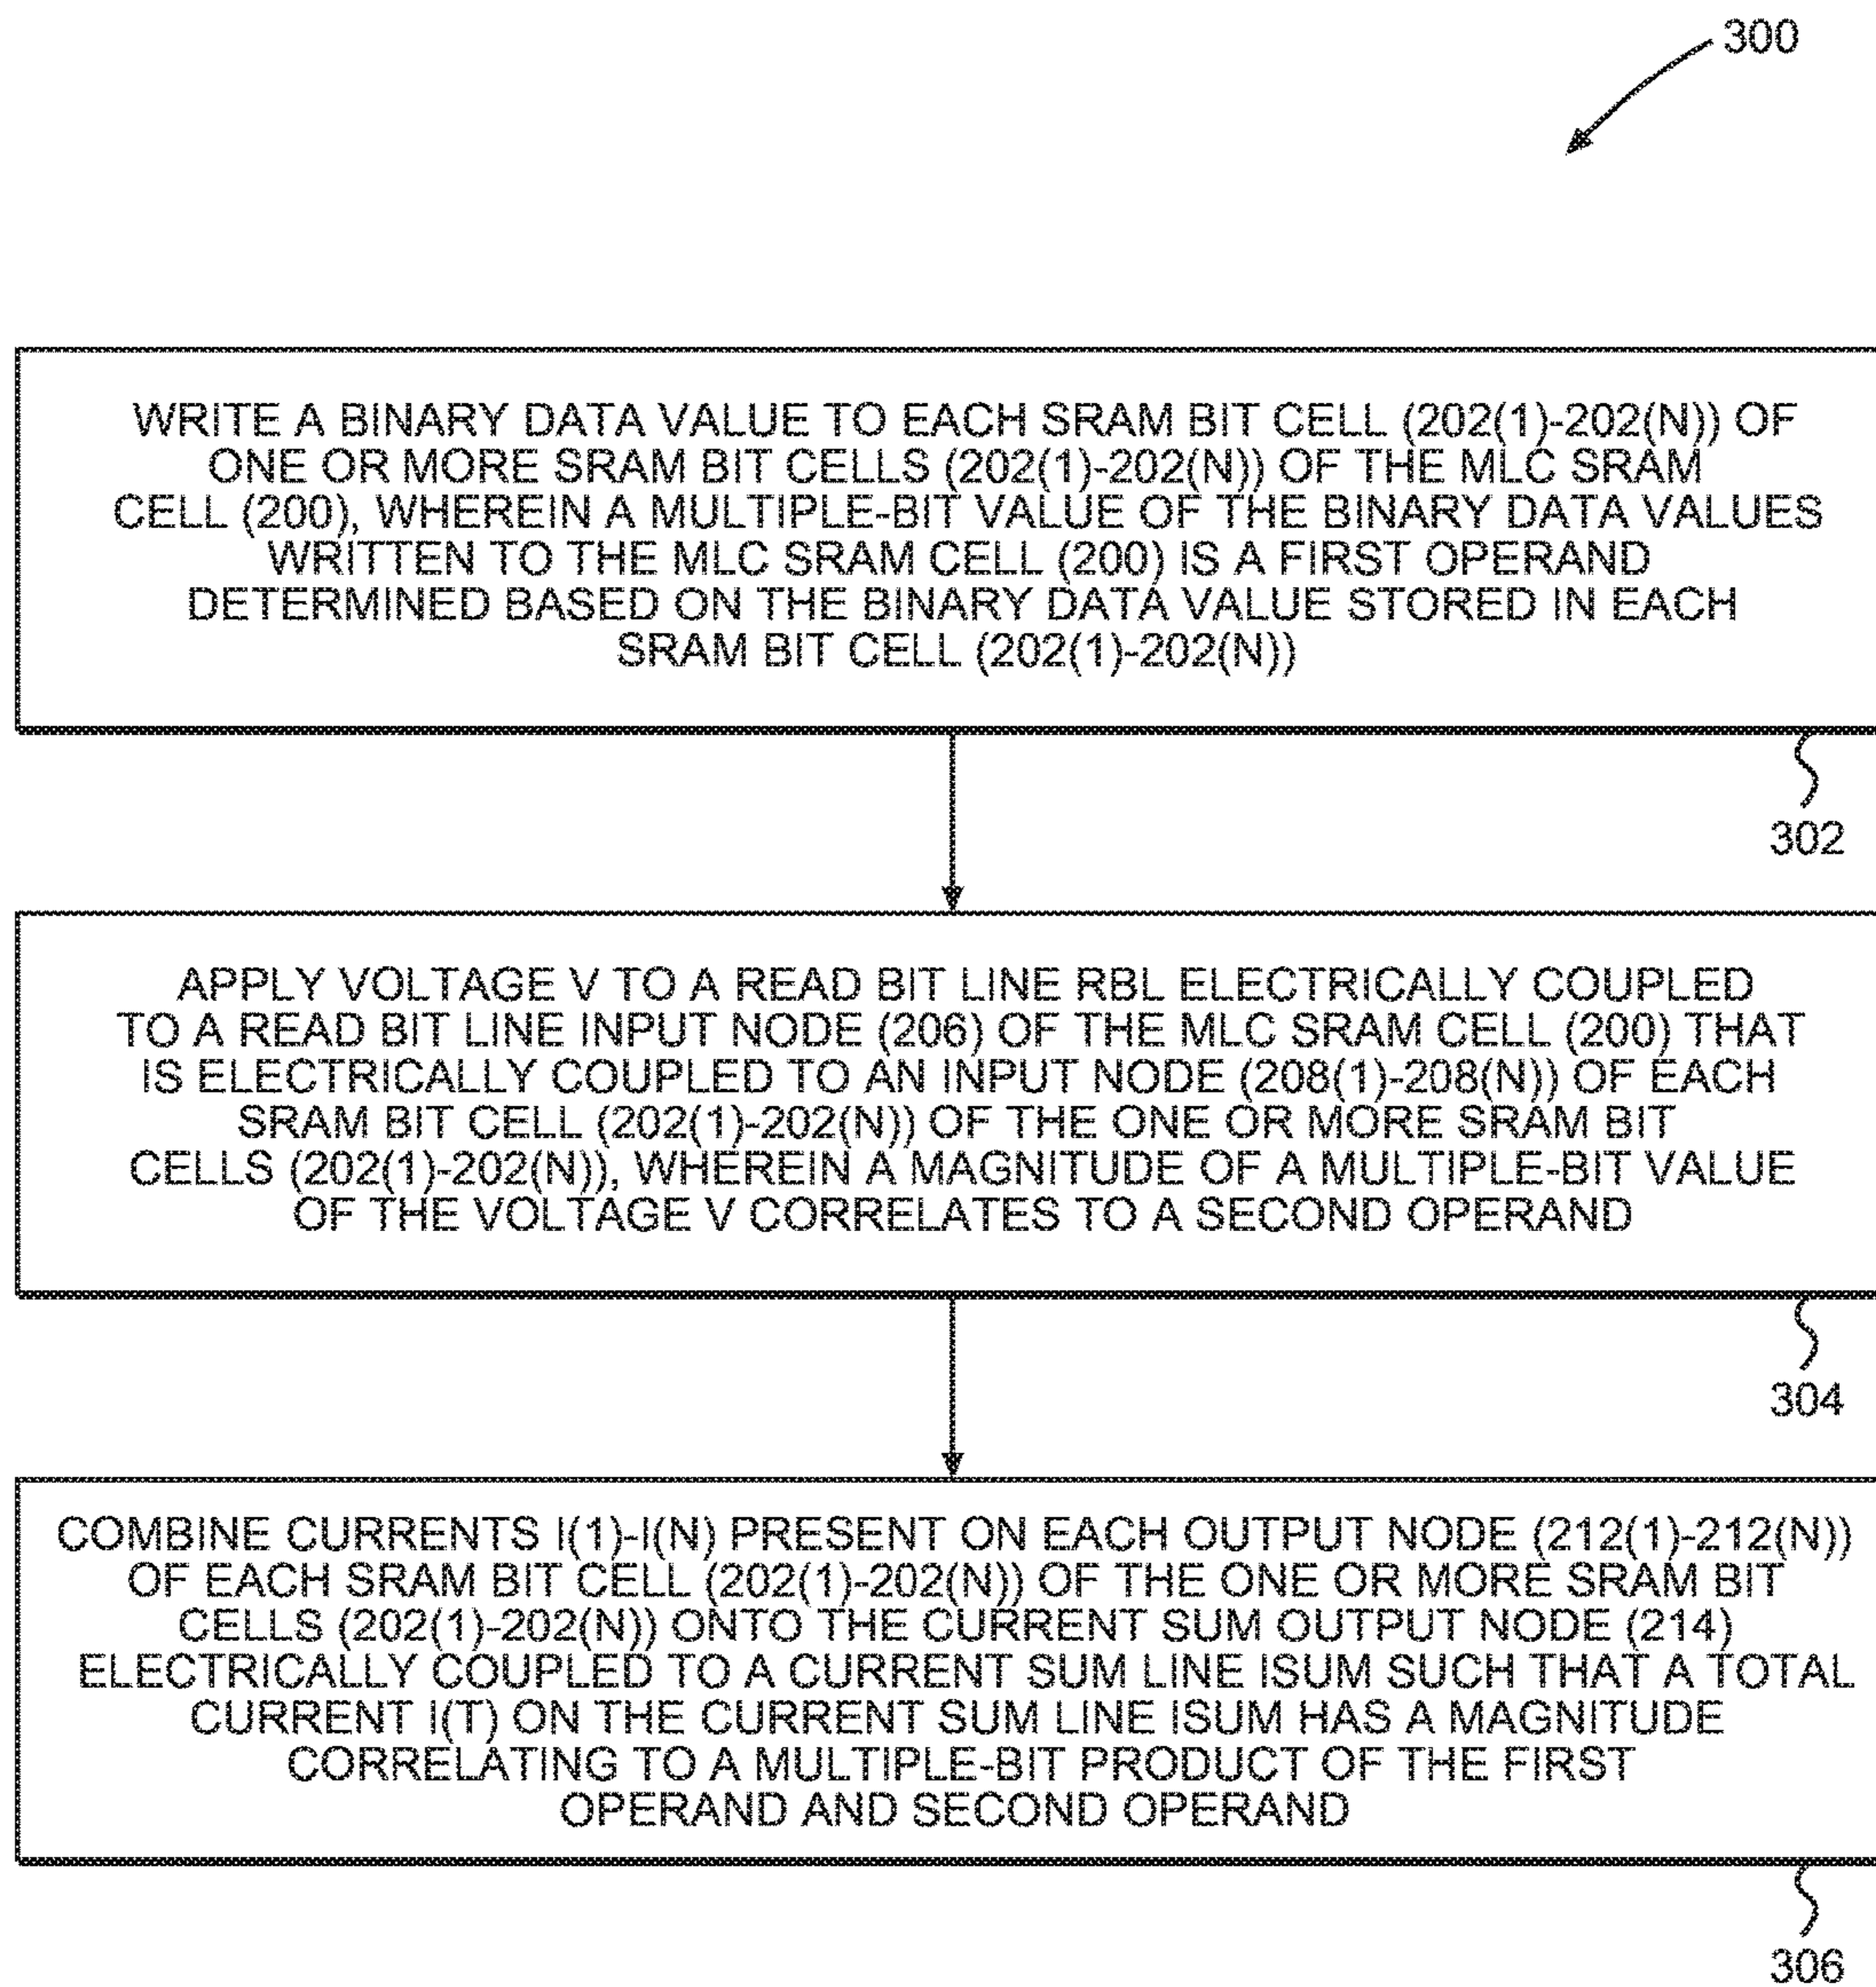 300
WRITE A BINARY DATA VALUE TO EACH SRAM BIT CELL (202(1)-202(N)) OF
ONE OR MORE SRAM BIT CELLS (202(1)-202(N)) OF THE MLC SRAM
CELL (200), WHEREIN A MULTIPLE-BIT VALUE OF THE BINARY DATA VALUES
WRITTEN TO THE MLC SRAM CELL (200) IS A FIRST OPERAND
DETERMINED BASED ON THE BINARY DATA VALUE STORED IN EACH
SRAM BIT CELL (202(1)-202(N))
302
APPLY VOLTAGE V TO A READ BIT LINE RBL ELECTRICALLY COUPLED
TO A READ BIT LINE INPUT NODE (206) OF THE MLC SRAM CELL (200) THAT
IS ELECTRICALLY COUPLED TO AN INPUT NODE (208(1)-208(N)) OF EACH
SRAM BIT CELL (202(1)-202(N)) OF THE ONE OR MORE SRAM BIT
CELLS (202(1)-202(N)), WHEREIN A MAGNITUDE OF A MULTIPLE-BIT VALUE
OF THE VOLTAGE V CORRELATES TO A SECOND OPERAND
304
COMBINE CURRENTS I(1)-I(N) PRESENT ON EACH OUTPUT NODE (212(1)-212(N))
OF EACH SRAM BIT CELL (202(1)-202(N)) OF THE ONE OR MORE SRAM BIT
CELLS (202(1)-202(N)) ONTO THE CURRENT SUM OUTPUT NODE (214)
ELECTRICALLY COUPLED TO A CURRENT SUM LINE ISUM SUCH THAT A TOTAL
CURRENT I(T) ON THE CURRENT SUM LINE ISUM HAS A MAGNITUDE
CORRELATING TO A MULTIPLE-BIT PRODUCT OF THE FIRST
OPERAND AND SECOND OPERAND
306